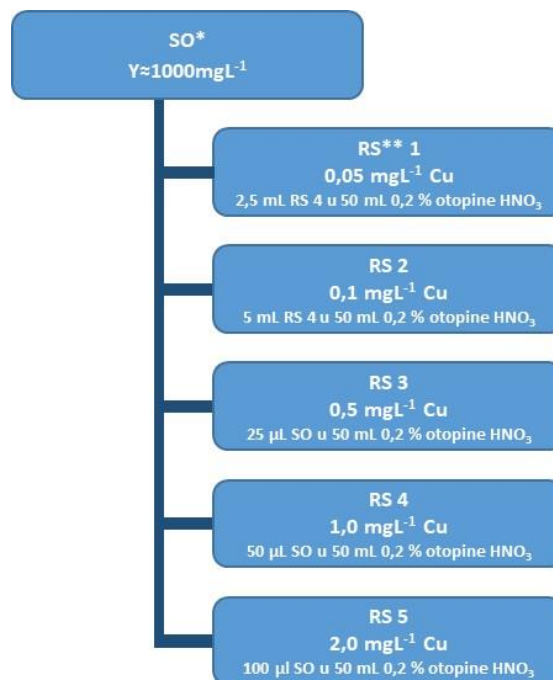 SO*
Y≈1000mgL⁻¹
RS** 1
0,05 mgL⁻¹ Cu
2,5 mL RS 4 u 50 mL 0,2 % otopine HNO₃
RS 2
0,1 mgL⁻¹ Cu
5 mL RS 4 u 50 mL 0,2 % otopine HNO₃
RS 3
0,5 mgL⁻¹ Cu
25 µL SO u 50 mL 0,2 % otopine HNO₃
RS 4
1,0 mgL⁻¹ Cu
50 µL SO u 50 mL 0,2 % otopine HNO₃
RS 5
2,0 mgL⁻¹ Cu
100 µl SO u 50 mL 0,2 % otopine HNO₃